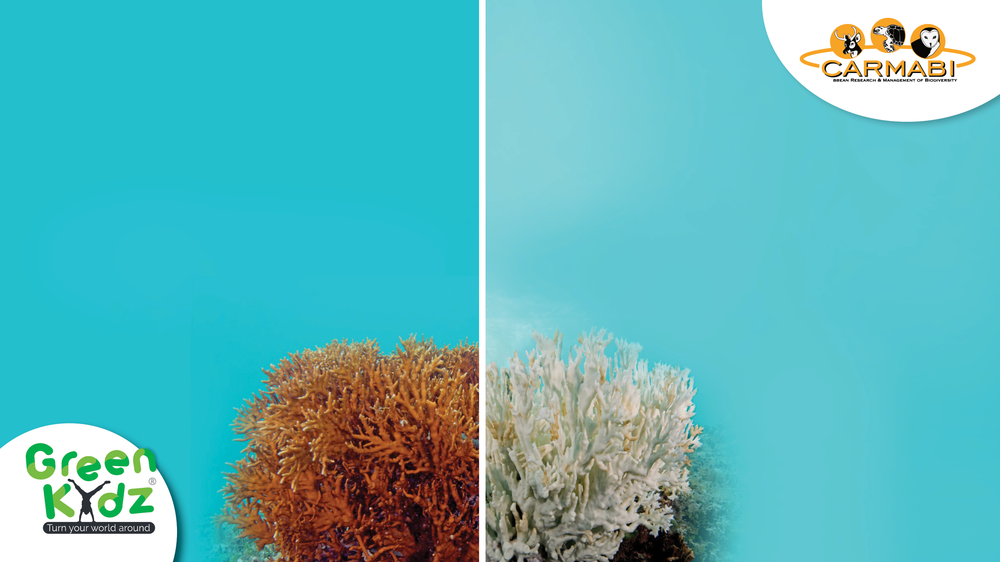 CARMABI
BBEAN RESEARCH & MANAGEMENT OF BIODIVERSITY
Green
Kidz®
Turn your world around